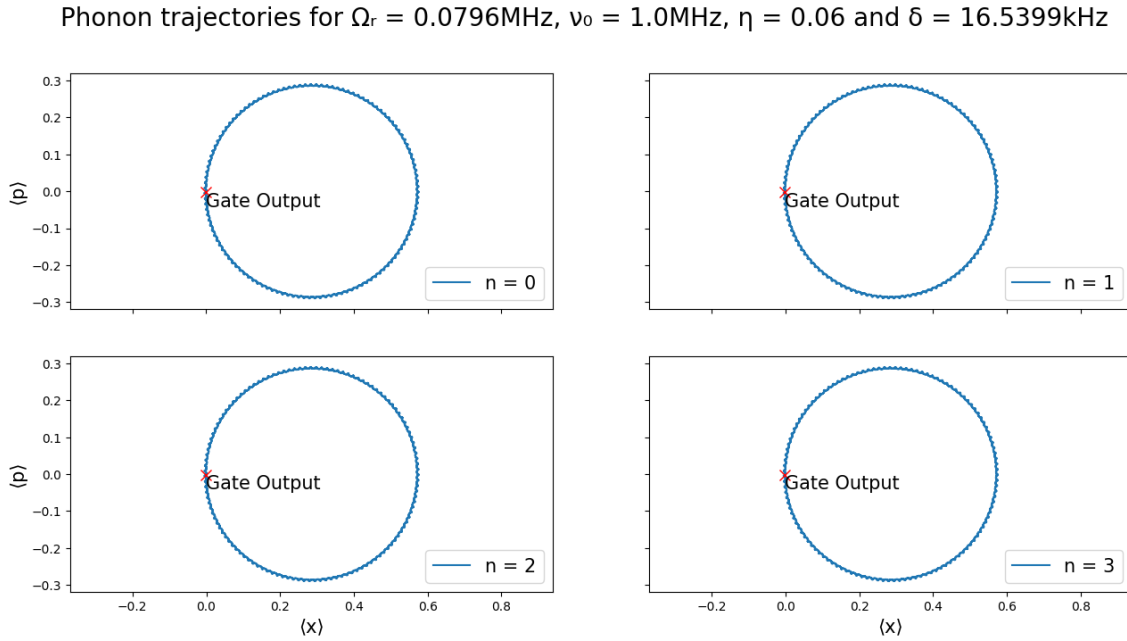 Phonon trajectories for Ωᵣ = 0.0796MHz, ν₀ = 1.0MHz, η = 0.06 and δ = 16.5399kHz
0.3
0.2
0.1
0.0
−0.1
−0.2
−0.3
⟨p⟩
Gate Output
n = 0
Gate Output
n = 1
0.3
0.2
0.1
0.0
−0.1
−0.2
−0.3
⟨p⟩
Gate Output
n = 2
−0.2 0.0 0.2 0.4 0.6 0.8
⟨x⟩
Gate Output
n = 3
−0.2 0.0 0.2 0.4 0.6 0.8
⟨x⟩